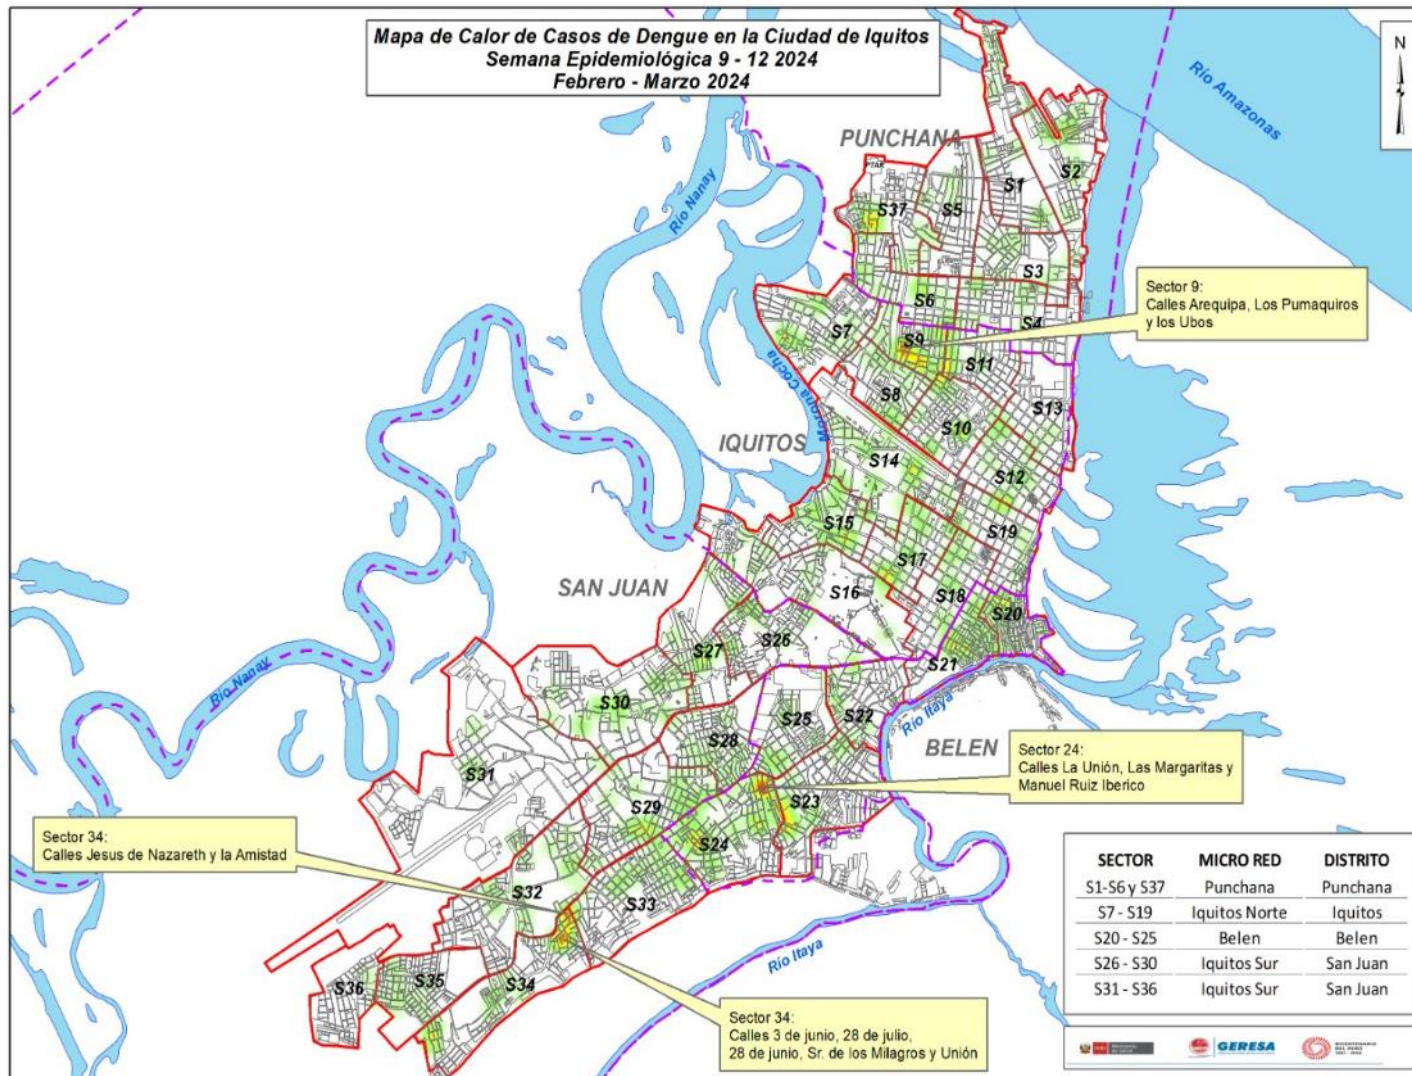 Mapa de Calor de Casos de Dengue en la Ciudad de Iquitos
Semana Epidemiológica 9 - 12 2024
Febrero - Marzo 2024
N
Río Amazonas
PUNCHANA
Río Nanay
PTAR
S1
S2
S37
S5
S3
S6
S4
Sector 9:
Calles Arequipa, Los Pumaquiros
y los Ubos
S7
S9
S11
Morona Cocha
S8
S13
S10
IQUITOS
S14
S12
S15
S19
S17
SAN JUAN
S16
S18
S20
S26
S27
S21
Río Nanay
S30
S25
S22
Río Itaya
BELEN
S28
S31
Sector 24:
Calles La Unión, Las Margaritas y
Manuel Ruiz Iberico
S29
S23
S24
Sector 34:
Calles Jesus de Nazareth y la Amistad
S32
S33
Río Itaya
S36
S35
S34
Sector 34:
Calles 3 de junio, 28 de julio,
28 de junio, Sr. de los Milagros y Unión
SECTOR MICRO RED DISTRITO
S1-S6 y S37 Punchana Punchana
S7 - S19 Iquitos Norte Iquitos
S20 - S25 Belen Belen
S26 - S30 Iquitos Sur San Juan
S31 - S36 Iquitos Sur San Juan
GERESA
BICENTENARIO
DEL PERÚ